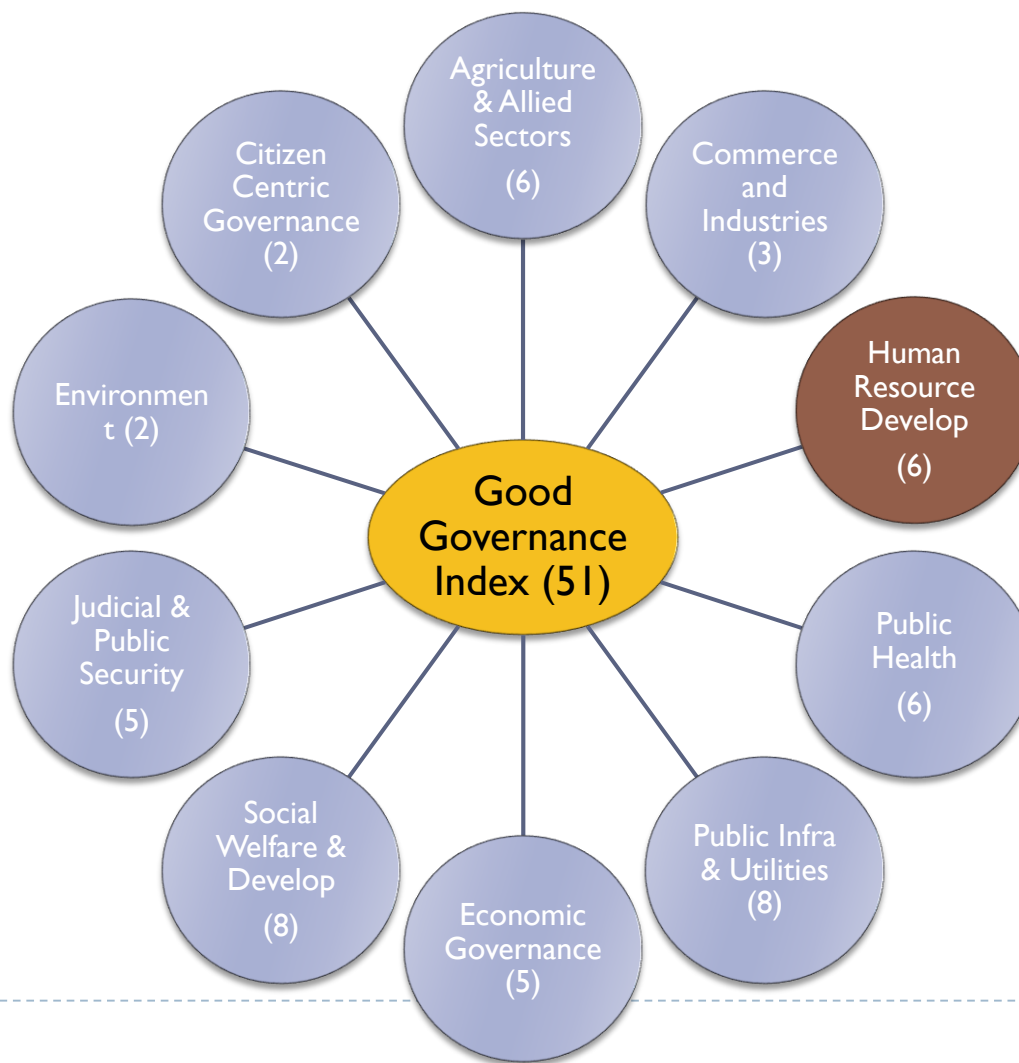 Agriculture
& Allied
Sectors
(6)
Commerce
and
Industries
(3)
Human
Resource
Develop
(6)
Public
Health
(6)
Public Infra
& Utilities
(8)
Economic
Governance
(5)
Social
Welfare &
Develop
(8)
Judicial &
Public
Security
(5)
Environmen
t (2)
Citizen
Centric
Governance
(2)
Good
Governance
Index (51)